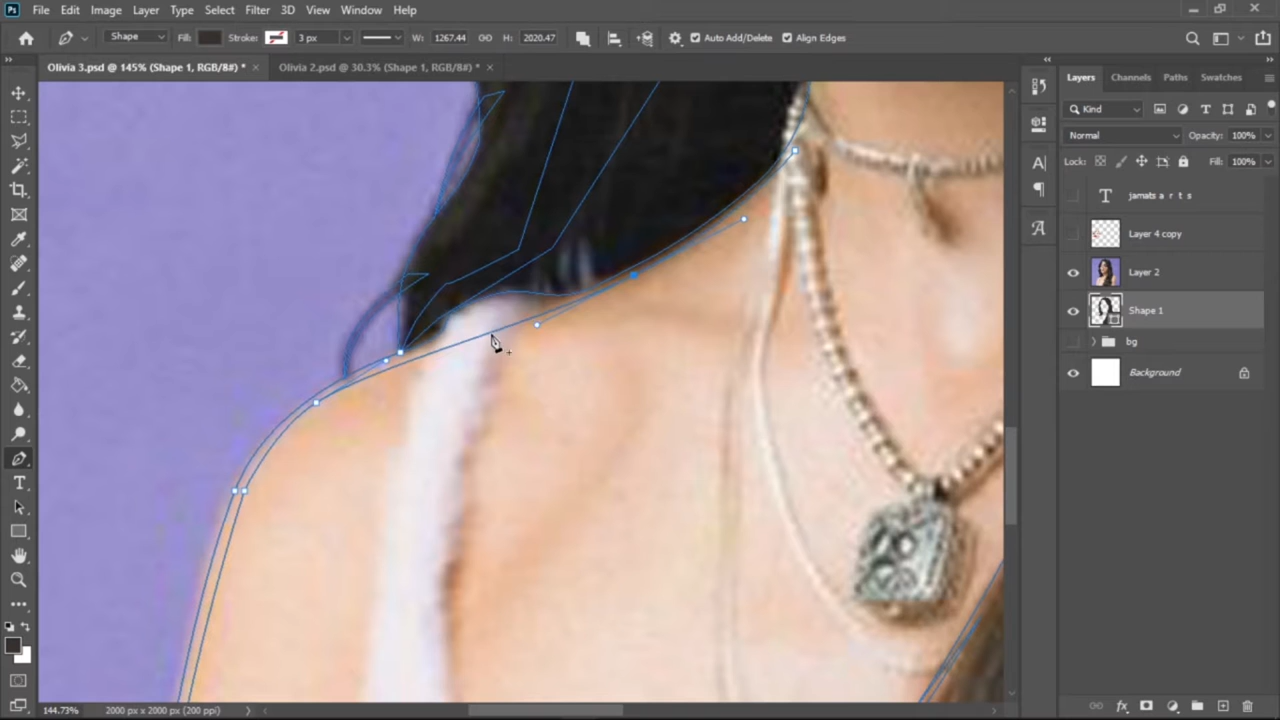 Ps File Edit Image Layer Type Select Filter 3D View Window Help
Shape Fill: Stroke: 3 px W: 1267.44 H: 2020.47 Auto Add/Delete Align Edges
Olivia 3.psd @ 145% (Shape 1, RGB/8#) * × Olivia 2.psd @ 30.3% (Shape 1, RGB/8#) * ×
Layers Channels Paths Swatches
Kind
Normal Opacity: 100%
Lock: Fill: 100%
T jamats a r t s
Layer 4 copy
Layer 2
Shape 1
bg
Background
144.73% 2000 px x 2000 px (200 ppi)